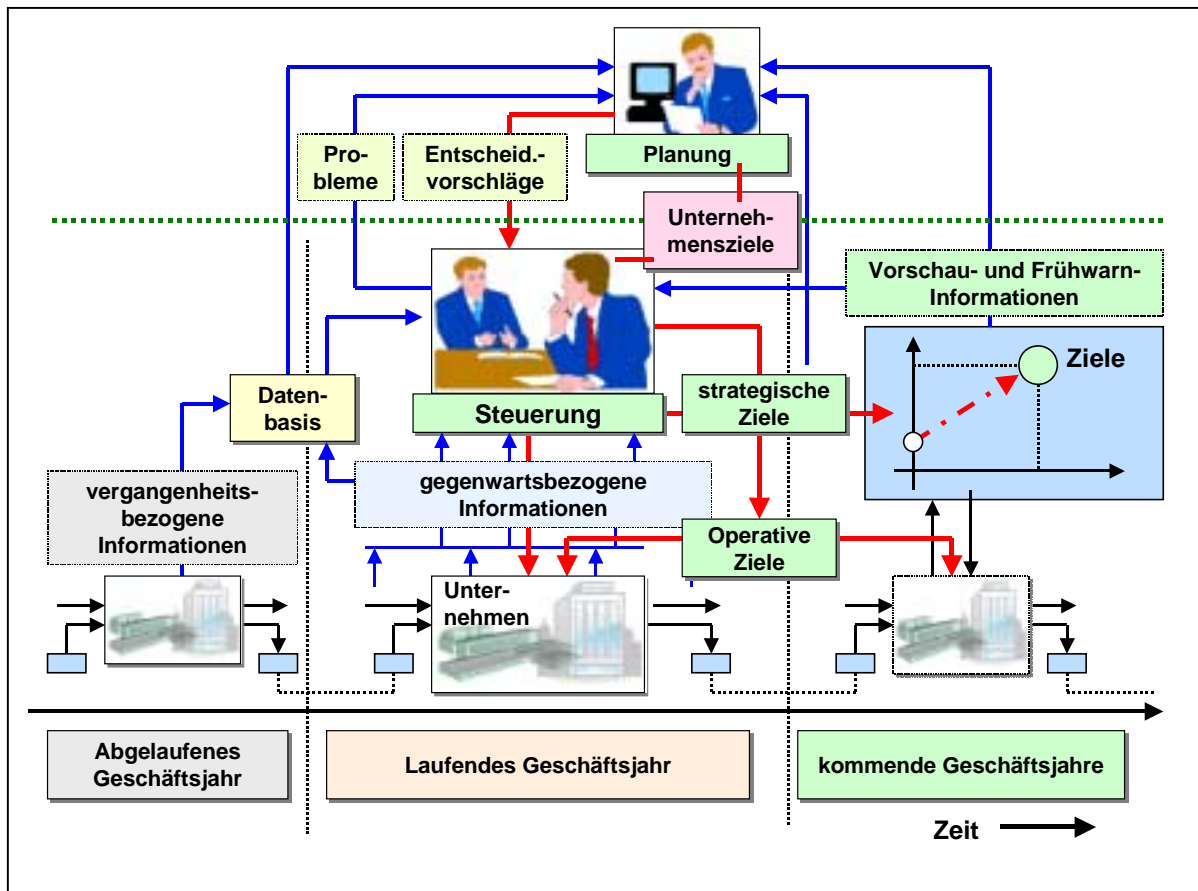 Planung
Pro-
bleme
Entscheid.-
vorschläge
Unterneh-
mensziele
Vorschau- und Frühwarn-
Informationen
Ziele
Daten-
basis
Steuerung
strategische
Ziele
vergangenheits-
bezogene
Informationen
gegenwartsbezogene
Informationen
Operative
Ziele
Unter-
nehmen
Abgelaufenes
Geschäftsjahr
Laufendes Geschäftsjahr
kommende Geschäftsjahre
Zeit